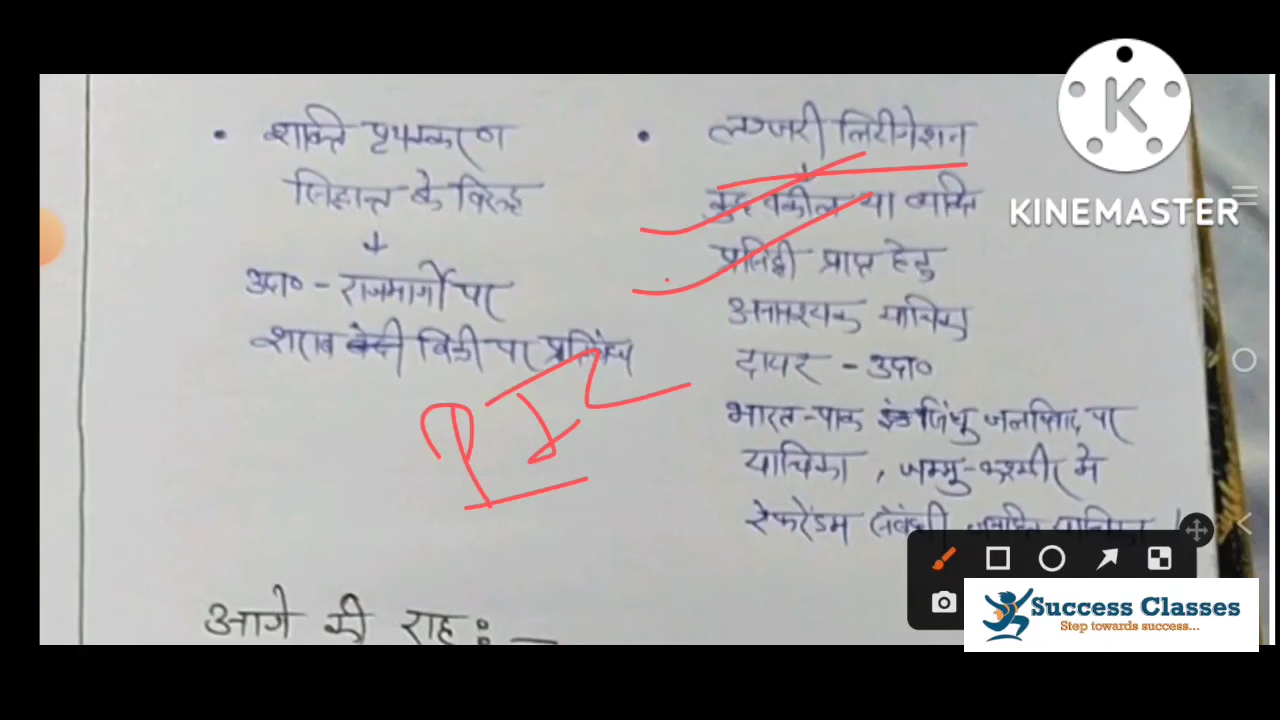 • शक्ति पृथक्करण
सिद्धान्त के विरुद्ध
↓
उदा० - राजमार्गो पर
शराब बिक्री पर प्रतिबंध
• लग्जरी लिटीगेशन
↓
कुछ वकील या व्यक्ति
प्रसिद्धी प्राप्त हेतु
अनावश्यक याचिका
दायर - उदा०
भारत-पाक सिंधु जलविवाद पर
याचिका, जम्मू-कश्मीर मे
रेफरेंडम संबंधी जनहित याचिका ।
PIL
आगे की राह : -
K
KINEMASTER
Success Classes
Step towards success...